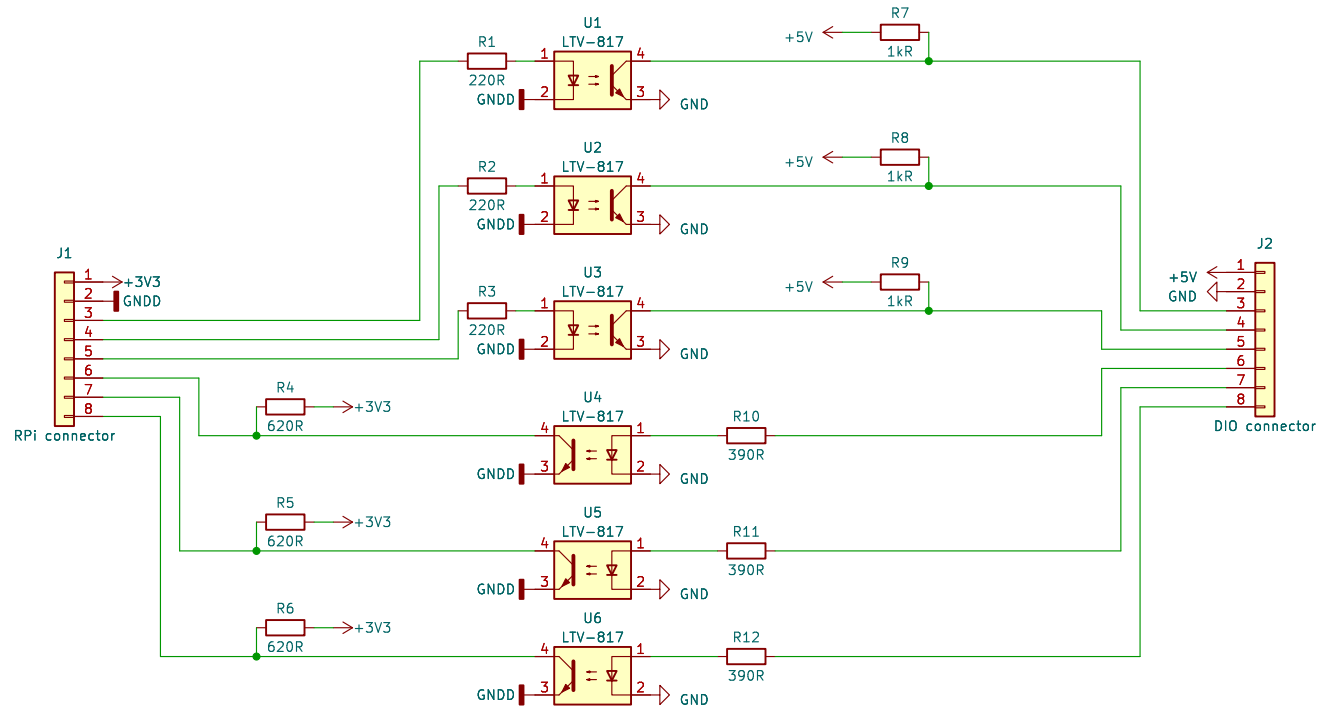 U1
LTV-817
R1
220R
1
2
4
3
GNDD
GND
+5V
R7
1kR
U2
LTV-817
R2
220R
1
2
4
3
GNDD
GND
+5V
R8
1kR
U3
LTV-817
R3
220R
1
2
4
3
GNDD
GND
+5V
R9
1kR
J1
1
+3V3
2
GNDD
3
4
5
6
7
8
RPi connector
J2
+5V
1
GND
2
3
4
5
6
7
8
DIO connector
R4
620R
+3V3
U4
LTV-817
4
3
1
2
GNDD
GND
R10
390R
R5
620R
+3V3
U5
LTV-817
4
3
1
2
GNDD
GND
R11
390R
R6
620R
+3V3
U6
LTV-817
4
3
1
2
GNDD
GND
R12
390R